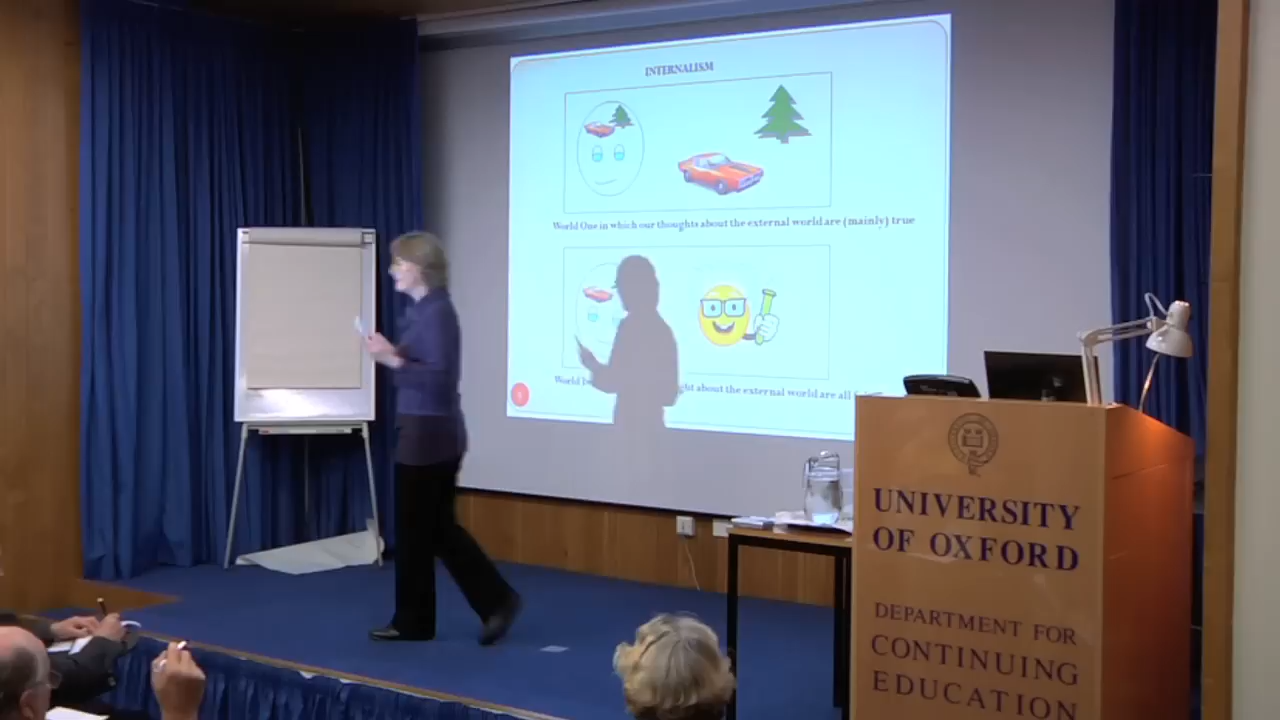 INTERNALISM
World One in which our thoughts about the external world are (mainly) true
World about the external world are all
UNIVERSITY
OF OXFORD
DEPARTMENT FOR
CONTINUING
EDUCATION